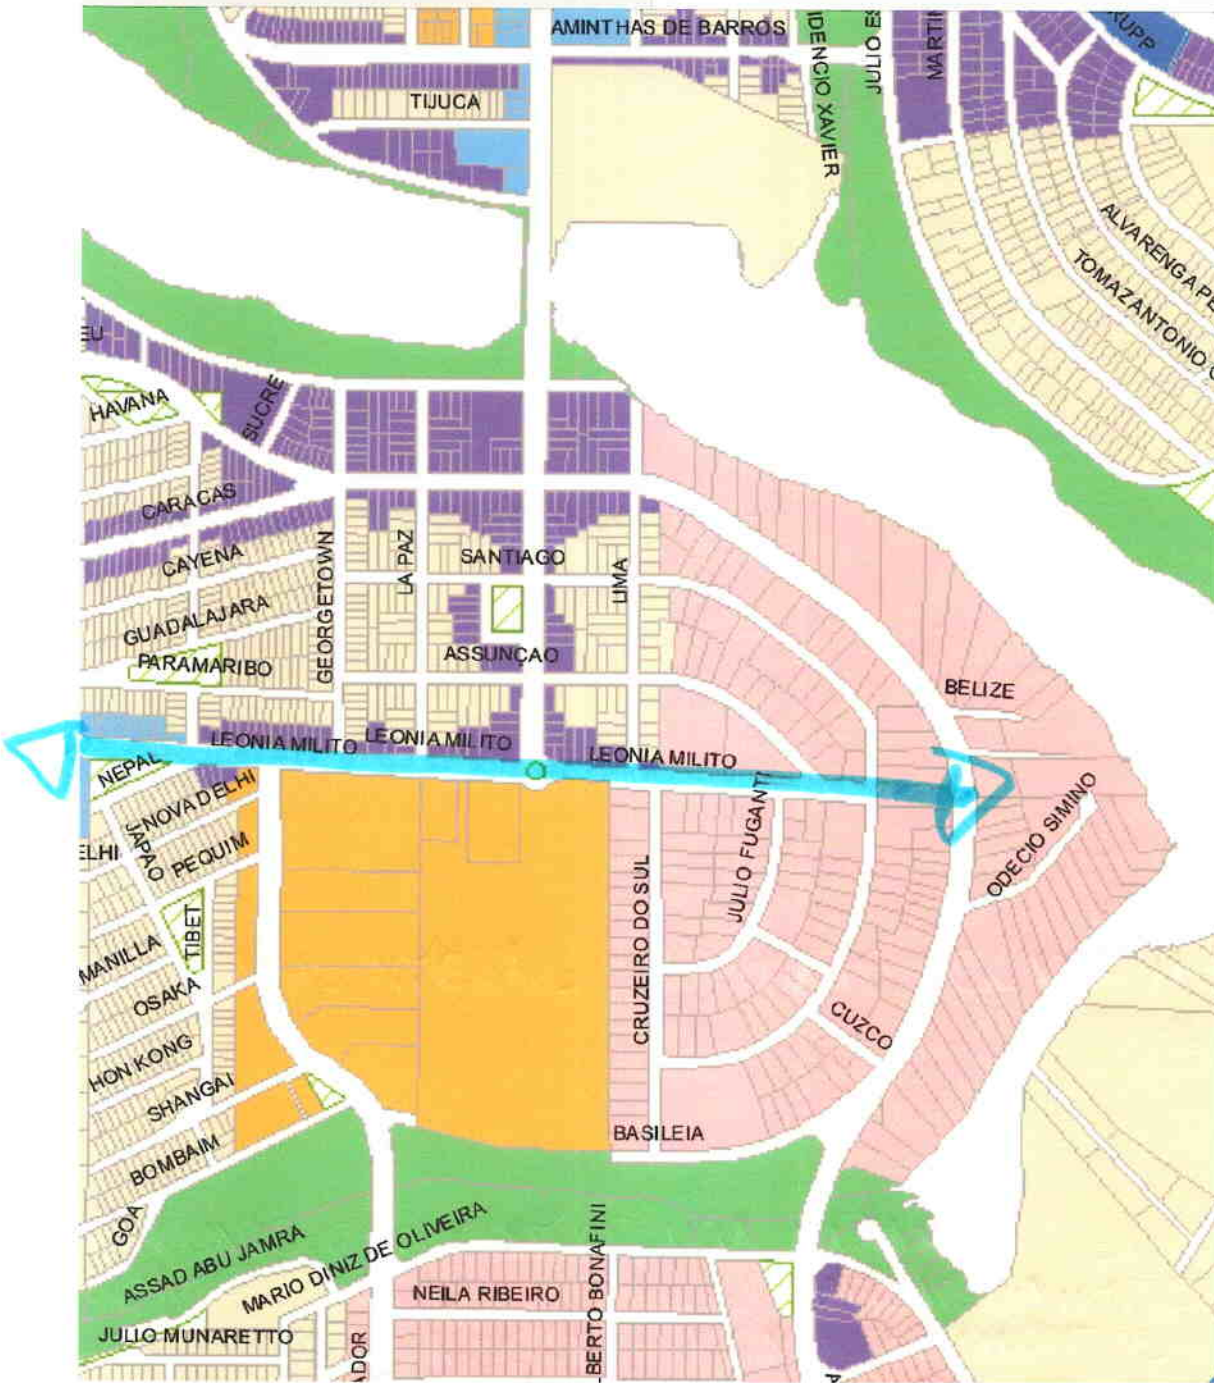 AMINTHAS DE BARROS
IDENCIO XAVIER
JULIO ES
MARTIN
RUPP
TIJUCA
ALVARENGA PE
TOMAZ ANTONIO G
EU
HAVANA
SUCRE
CARACAS
CAYENA
GUADALAJARA
PARAMARIBO
GEORGETOWN
LA PAZ
SANTIAGO
LIMA
ASSUNÇAO
BELIZE
LEONIA MILITO
LEONIA MILITO
LEONIA MILITO
NEPAL
NOVA DELHI
JAPAO
ELHI
PEQUIM
TIBET
MANILLA
OSAKA
HON KONG
SHANGAI
BOMBAIM
GOA
JULIO FUGANTI
ODECIO SIMINO
CRUZEIRO DO SUL
CUZCO
BASILEIA
ASSAD ABU JAMRA
MARIO DINIZ DE OLIVEIRA
NEILA RIBEIRO
LBERTO BONAFINI
JULIO MUNARETTO
ADOR